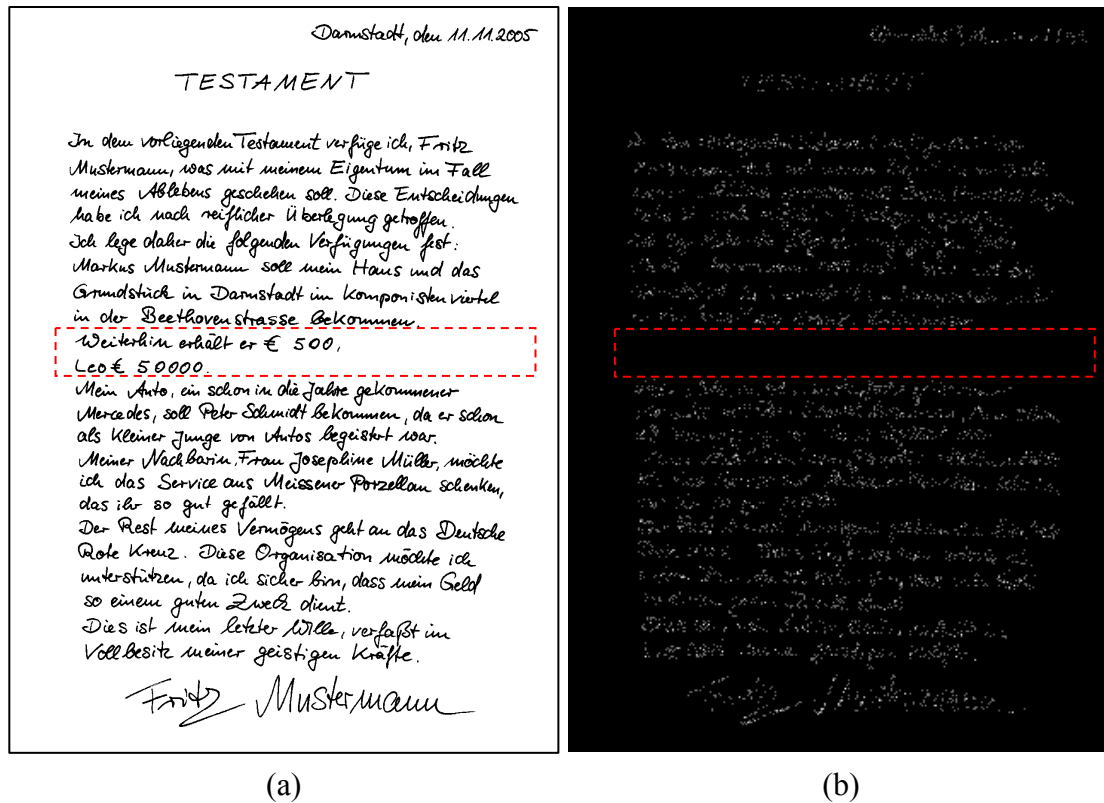 Darmstadt, den 11.11.2005
TESTAMENT
In dem vorliegenden Testament verfüge ich, Fritz
Mustermann, was mit meinem Eigentum im Fall
meines Ablebens geschehen soll. Diese Entscheidungen
habe ich nach reiflicher Überlegung getroffen.
Ich lege daher die folgenden Verfügungen fest:
Markus Mustermann soll mein Haus und das
Grundstück in Darmstadt im Komponistenviertel
in der Beethovenstrasse bekommen.
Weiterhin erhält er € 500,
Leo € 50000.
Mein Auto, ein schon in die Jahre gekommener
Mercedes, soll Peter Schmidt bekommen, da er schon
als kleiner Junge von Autos begeistert war.
Meiner Nachbarin, Frau Josephine Müller, möchte
ich das Service aus Meissener Porzellan schenken,
das ihr so gut gefällt.
Der Rest meines Vermögens geht an das Deutsche
Rote Kreuz. Diese Organisation möchte ich
unterstützen, da ich sicher bin, dass mein Geld
so einem guten Zweck dient.
Dies ist mein letzter Wille, verfaßt im
Vollbesitz meiner geistigen Kräfte.
Fritz Mustermann
(a)
(b)